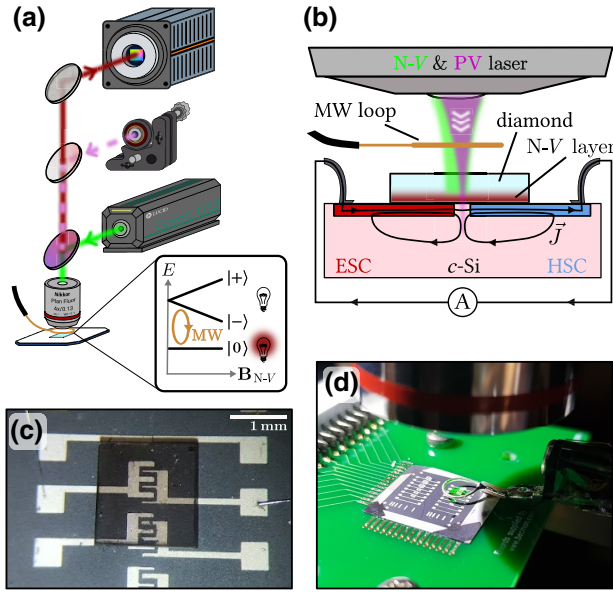 (a)
Nikon
Plan Fluor
4x/0.13
E
|+⟩
|−⟩
MW
|0⟩
B N-V
(b)
N-V & PV laser
MW loop
diamond
N-V layer
J
ESC
c-Si
HSC
A
(c)
1 mm
(d)